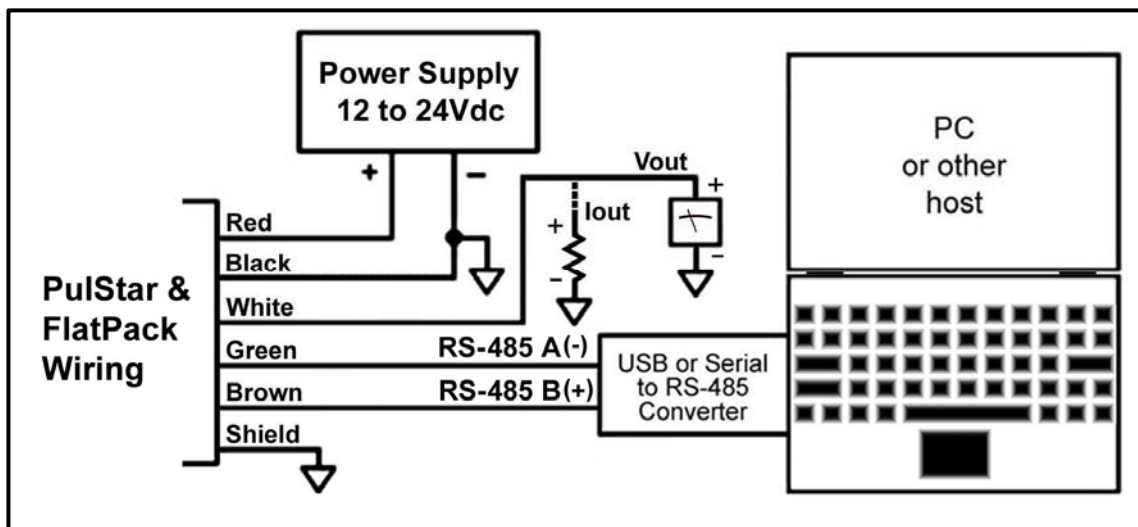 Power Supply
12 to 24Vdc
+
−
PulStar &
FlatPack
Wiring
Red
Black
White
Green
Brown
Shield
Vout
+
-
Iout
+
-
RS-485 A(-)
RS-485 B(+)
USB or Serial
to RS-485
Converter
PC
or other
host